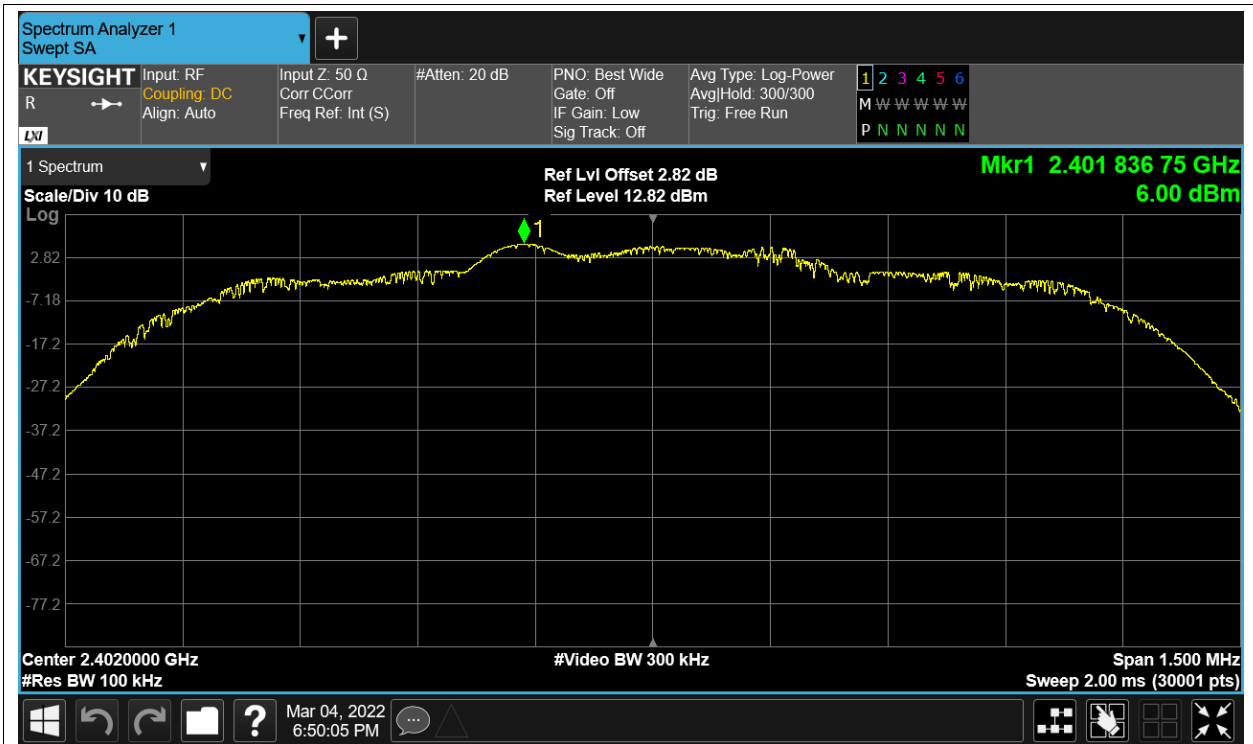 Spectrum Analyzer 1
Swept SA
KEYSIGHT
R
LXI
Input: RF
Coupling: DC
Align: Auto
Input Z: 50 Ω
Corr CCorr
Freq Ref: Int (S)
#Atten: 20 dB
PNO: Best Wide
Gate: Off
IF Gain: Low
Sig Track: Off
Avg Type: Log-Power
Avg|Hold: 300/300
Trig: Free Run
1 2 3 4 5 6
M W W W W W
P N N N N N
1 Spectrum
Scale/Div 10 dB
Log
Ref Lvl Offset 2.82 dB
Ref Level 12.82 dBm
Mkr1 2.401 836 75 GHz
6.00 dBm
1
2.82
-7.18
-17.2
-27.2
-37.2
-47.2
-57.2
-67.2
-77.2
Center 2.4020000 GHz
#Res BW 100 kHz
#Video BW 300 kHz
Span 1.500 MHz
Sweep 2.00 ms (30001 pts)
?
Mar 04, 2022
6:50:05 PM